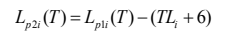 L_{p2i}(T) = L_{p1i}(T) − (TL_i + 6)